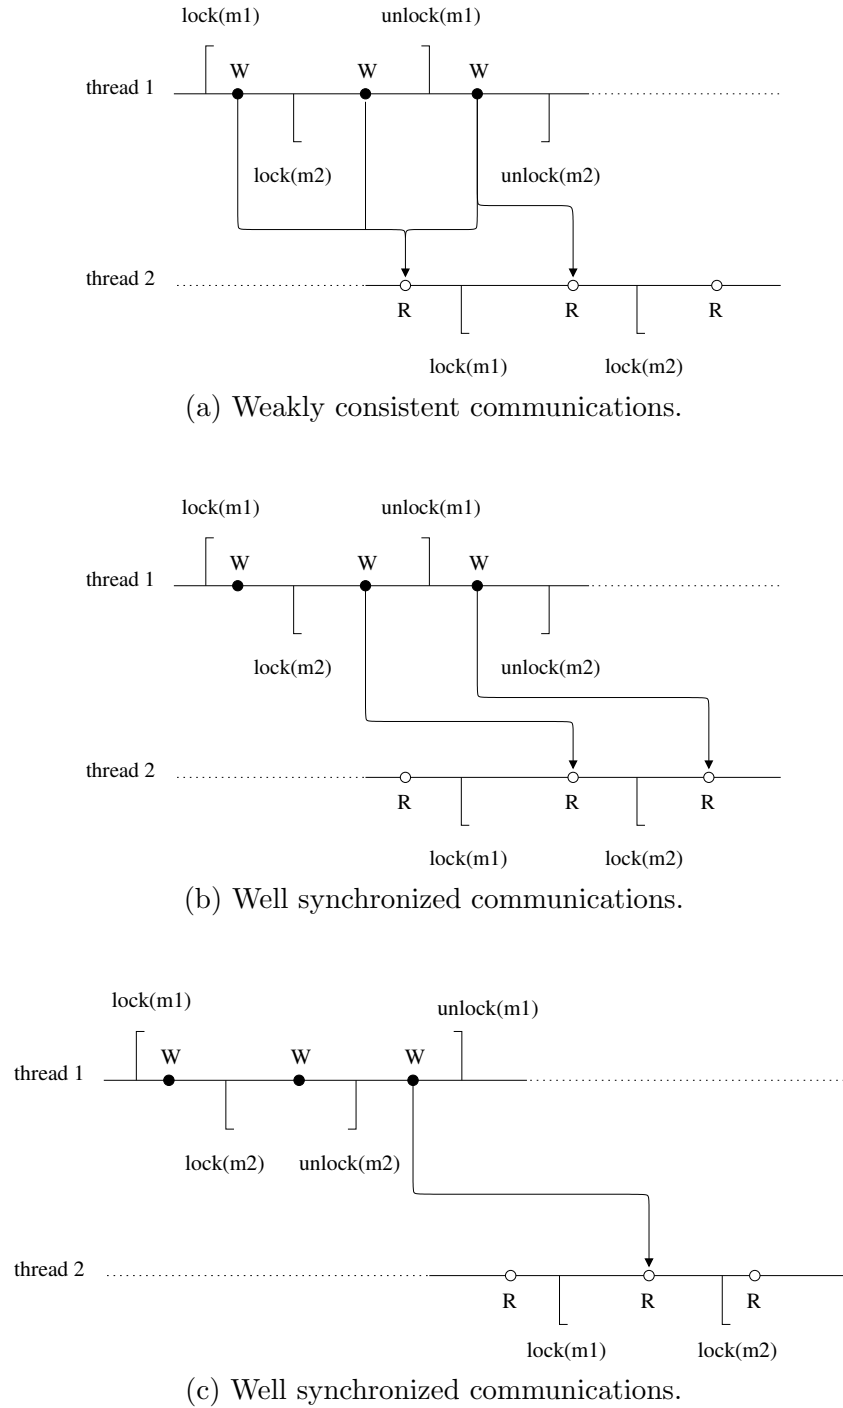 lock(m1) unlock(m1)
W W W
thread 1
lock(m2) unlock(m2)
thread 2
R R R
lock(m1) lock(m2)
(a) Weakly consistent communications.
lock(m1) unlock(m1)
W W W
thread 1
lock(m2) unlock(m2)
thread 2
R R R
lock(m1) lock(m2)
(b) Well synchronized communications.
lock(m1) unlock(m1)
W W W
thread 1
lock(m2) unlock(m2)
thread 2
R R R
lock(m1) lock(m2)
(c) Well synchronized communications.